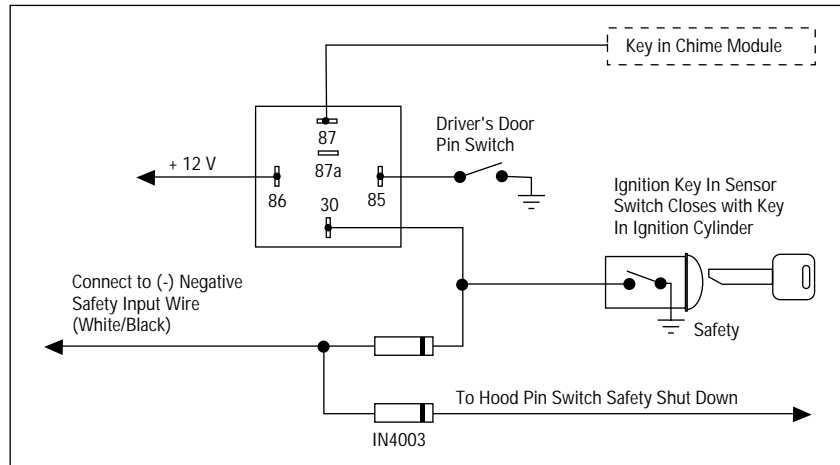 Key in Chime Module
87
Driver's Door
Pin Switch
+ 12 V
87a
86
30
85
Ignition Key In Sensor
Switch Closes with Key
In Ignition Cylinder
Connect to (-) Negative
Safety Input Wire
(White/Black)
Safety
To Hood Pin Switch Safety Shut Down
IN4003